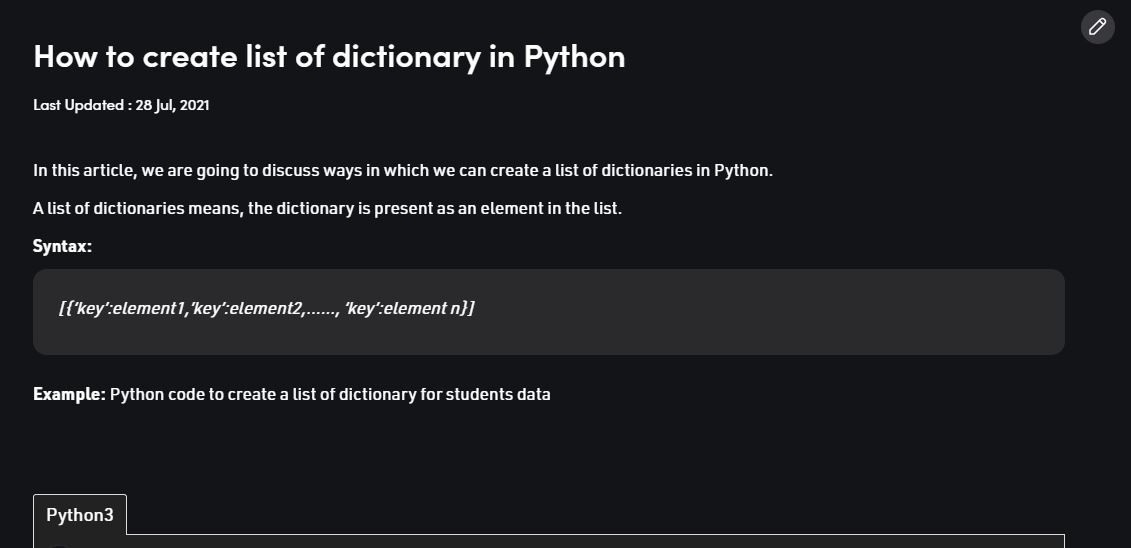 How to create list of dictionary in Python
Last Updated : 28 Jul, 2021
In this article, we are going to discuss ways in which we can create a list of dictionaries in Python.
A list of dictionaries means, the dictionary is present as an element in the list.
Syntax:
[{‘key’:element1,’key’:element2,……, ‘key’:element n}]
Example: Python code to create a list of dictionary for students data
Python3